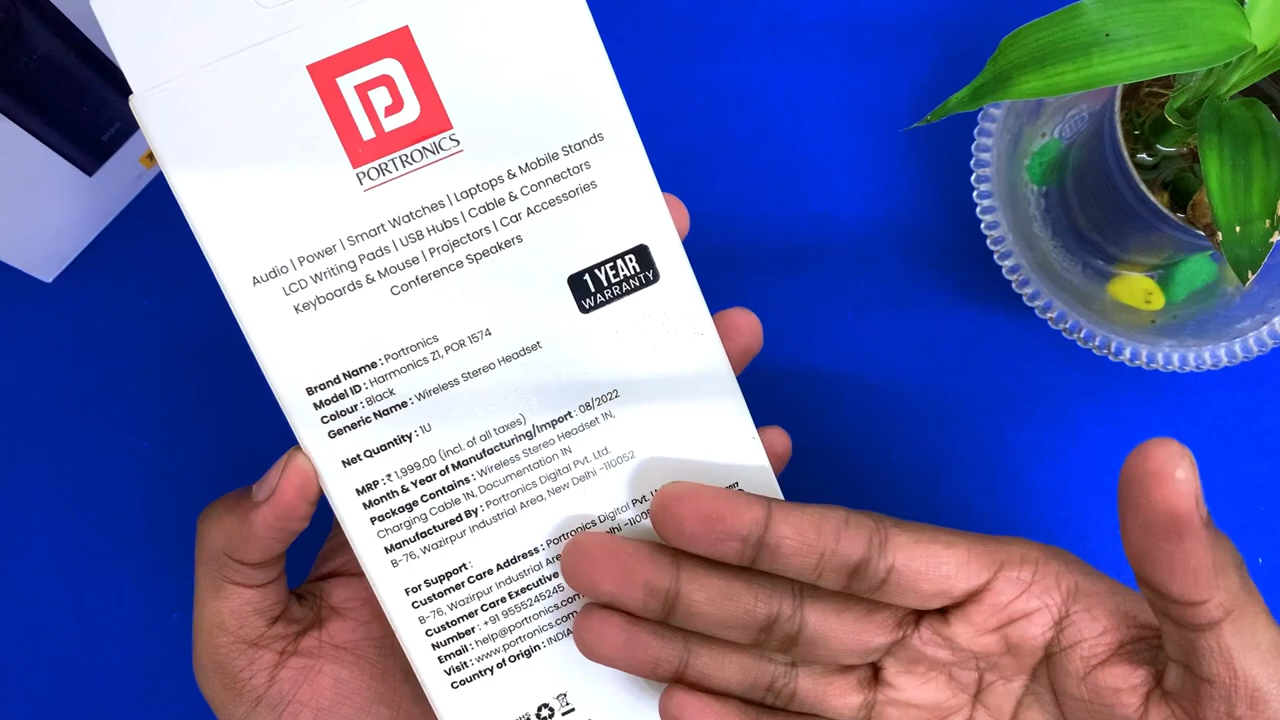 PORTRONICS
Audio | Power | Smart Watches | Laptops & Mobile Stands
LCD Writing Pads | USB Hubs | Cable & Connectors
Keyboards & Mouse | Projectors | Car Accessories
Conference Speakers
1 YEAR
WARRANTY
Brand Name : Portronics
Model ID : Harmonics Z1, POR 1574
Colour : Black
Generic Name : Wireless Stereo Headset
Net Quantity : 1U
MRP : ₹ 1,999.00 (incl. of all taxes)
Month & Year of Manufacturing/Import : 08/2022
Package Contains : Wireless Stereo Headset 1N,
Charging Cable 1N, Documentation 1N
Manufactured By : Portronics Digital Pvt. Ltd.
B-76, Wazirpur Industrial Area, New Delhi -110052
For Support :
Customer Care Address : Portronics Digital Pvt.
B-76, Wazirpur Industrial
Customer Care Executive
Number : +91 9555245245
Email : help@portronics.com
Visit : www.portronics.com
Country of Origin : INDIA